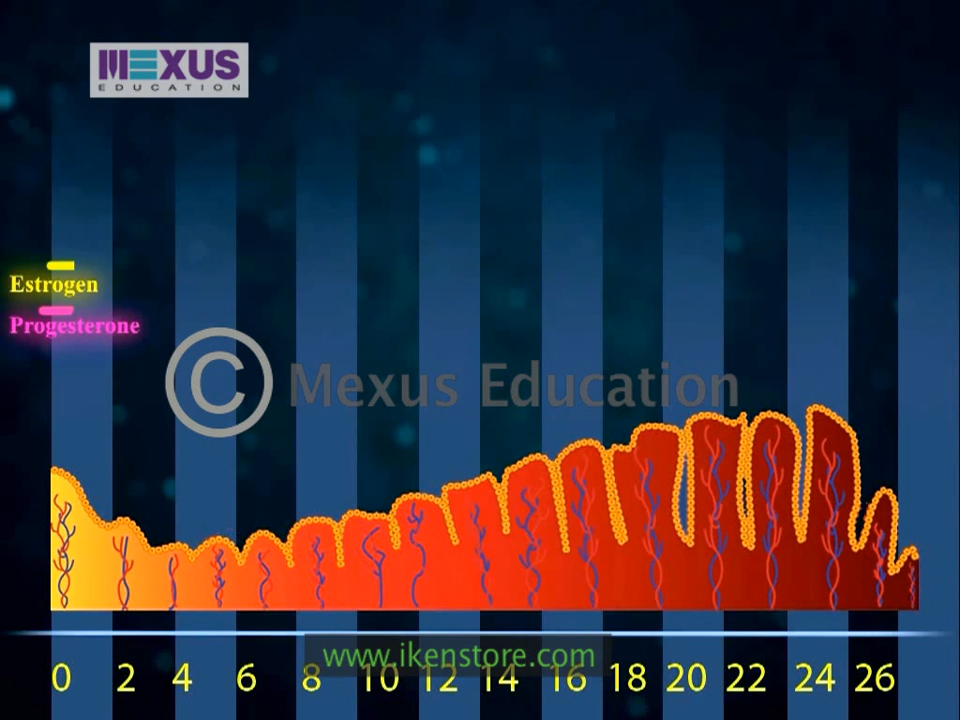 MEXUS
EDUCATION
Estrogen
Progesterone
© Mexus Education
www.ikenstore.com
0 2 4 6 8 10 12 14 16 18 20 22 24 26